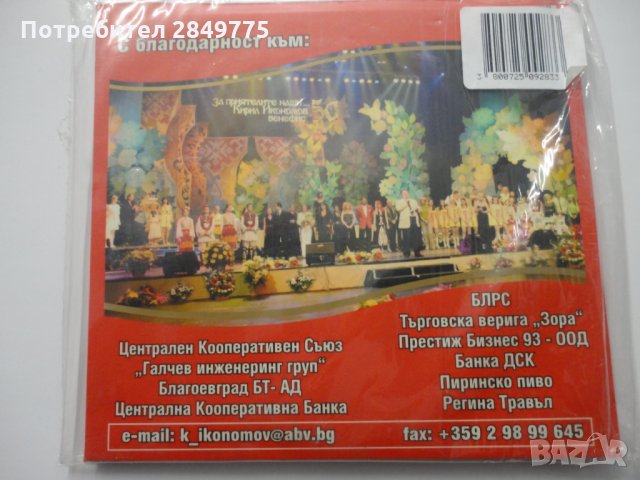 Потребител 2849775
С благодарност към:
3 800725 092833
За приятелите наши...
Кирил Икономов
бенефис
50
БЛРС
Търговска верига „Зора"
Централен Кооперативен Съюз
Престиж Бизнес 93 - ООД
„Галчев инженеринг груп"
Банка ДСК
Благоевград БТ- АД
Пиринско пиво
Централна Кооперативна Банка
Регина Травъл
e-mail: k_ikonomov@abv.bg
fax: +359 2 98 99 645
bazar